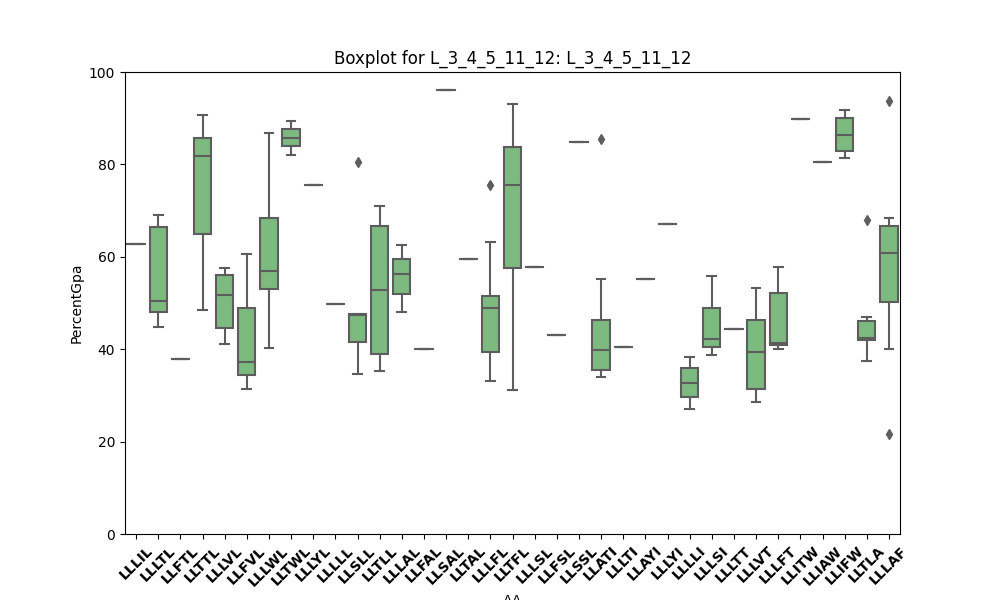 Boxplot for L_3_4_5_11_12: L_3_4_5_11_12
PercentGpa
100
80
60
40
20
0
LLLIL
LLLTL
LLFTL
LLTTL
LLLVL
LLFVL
LLLWL
LLTWL
LLLYL
LLLLL
LLSLL
LLTLL
LLLAL
LLFAL
LLSAL
LLTAL
LLLFL
LLTFL
LLLSL
LLFSL
LLSSL
LLATI
LLLTI
LLAYI
LLLYI
LLLLI
LLLSI
LLLTT
LLLVT
LLLFT
LLITW
LLIAW
LLIFW
LLTLA
LLLAF
AA